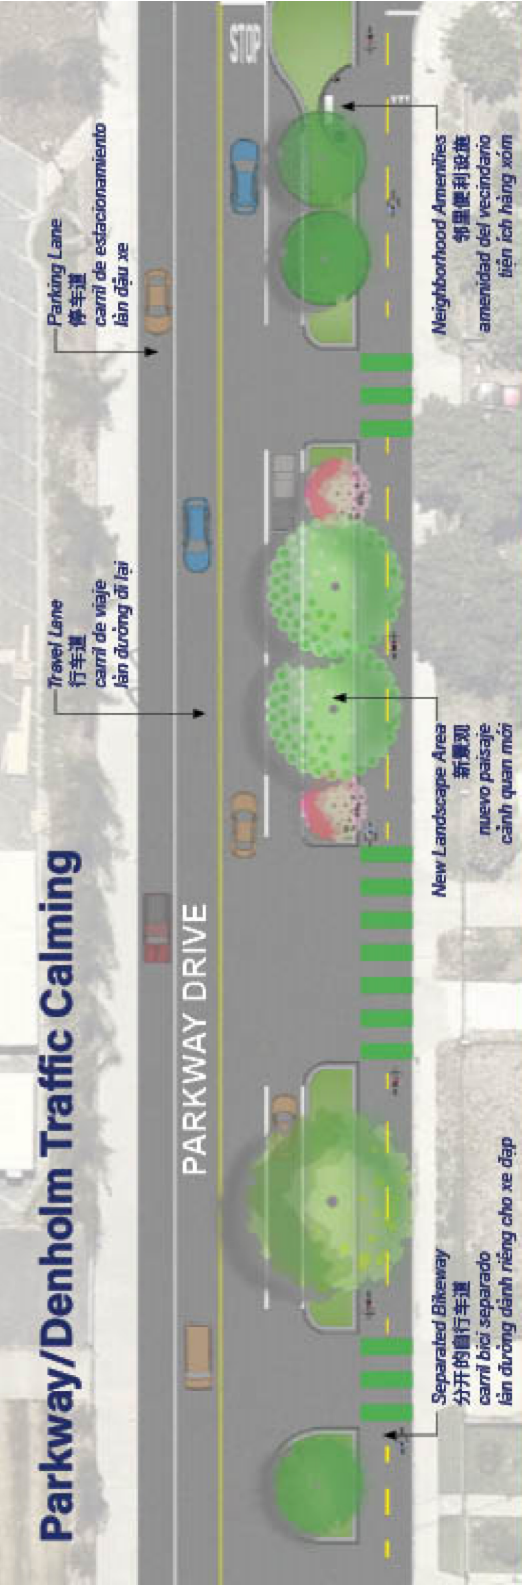 Parkway/Denholm Traffic Calming
Travel Lane
行车道
carril de viaje
làn đường đi lại
Parking Lane
停车道
carril de estacionamiento
làn đậu xe
PARKWAY DRIVE
STOP
Separated Bikeway
分开的自行车道
carril bici separado
làn đường dành riêng cho xe đạp
New Landscape Area
新景观
nuevo paisaje
cảnh quan mới
Neighborhood Amenities
邻里便利设施
amenidad del vecindario
tiện ích hàng xóm